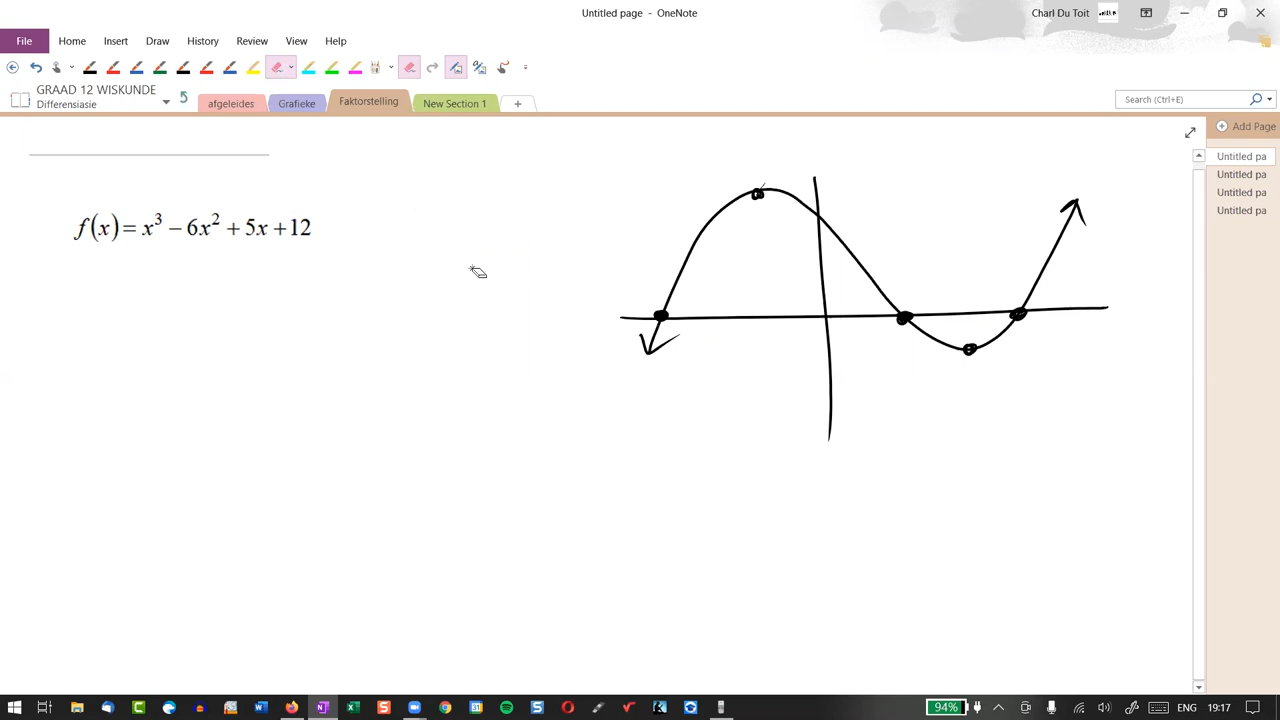 Untitled page - OneNote
Charl Du Toit
File Home Insert Draw History Review View Help
GRAAD 12 WISKUNDE
Differensiasie
afgeleides Grafieke Faktorstelling New Section 1 +
Search (Ctrl+E)
Add Page
Untitled pa
Untitled pa
Untitled pa
Untitled pa
f(x) = x³ − 6x² + 5x + 12
94%
ENG
19:17